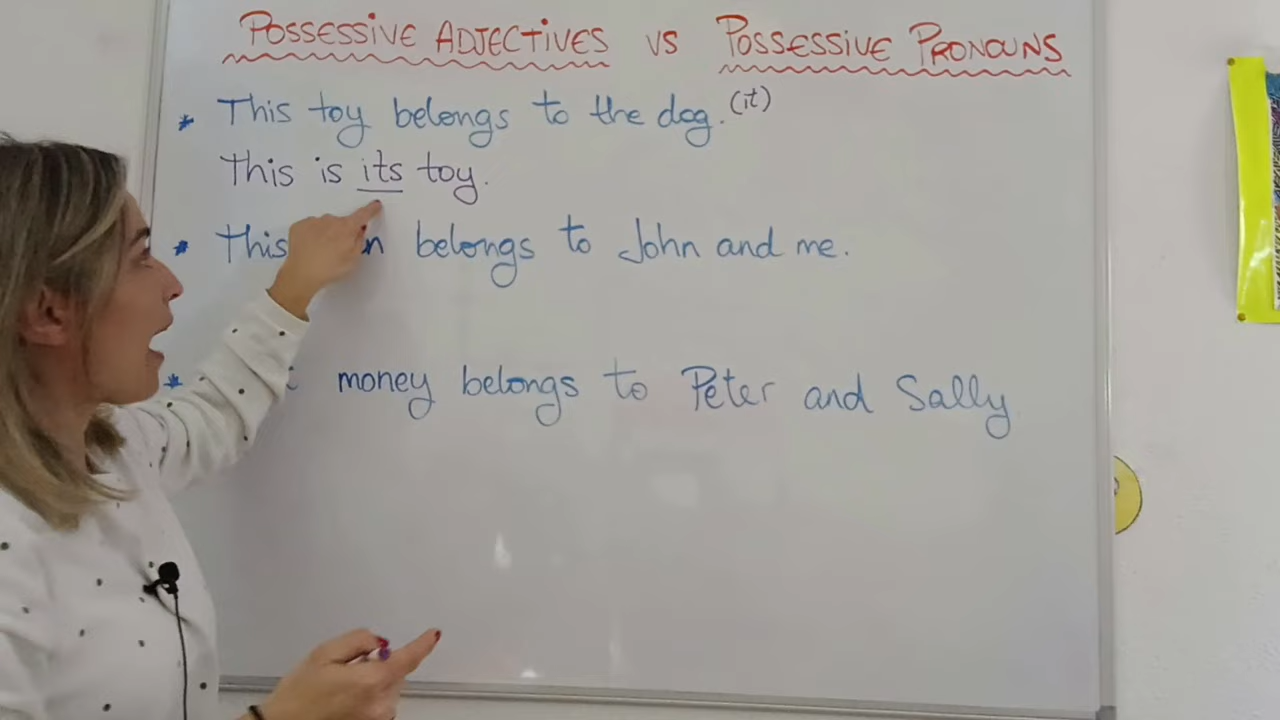 POSSESSIVE ADJECTIVES vs POSSESSIVE PRONOUNS
* This toy belongs to the dog. (it)
This is its toy.
* This belongs to John and me.
* money belongs to Peter and Sally